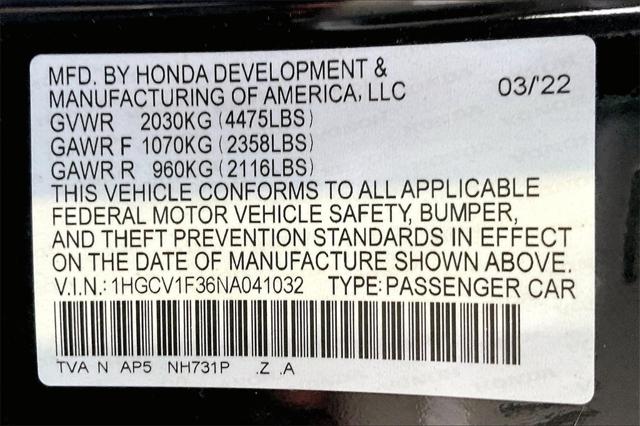 MFD. BY HONDA DEVELOPMENT &
MANUFACTURING OF AMERICA, LLC 03/'22
GVWR 2030KG (4475LBS)
GAWR F 1070KG (2358LBS)
GAWR R 960KG (2116LBS)
THIS VEHICLE CONFORMS TO ALL APPLICABLE
FEDERAL MOTOR VEHICLE SAFETY, BUMPER,
AND THEFT PREVENTION STANDARDS IN EFFECT
ON THE DATE OF MANUFACTURE SHOWN ABOVE.
V.I.N.: 1HGCV1F36NA041032 TYPE: PASSENGER CAR
TVA N AP5 NH731P .Z .A